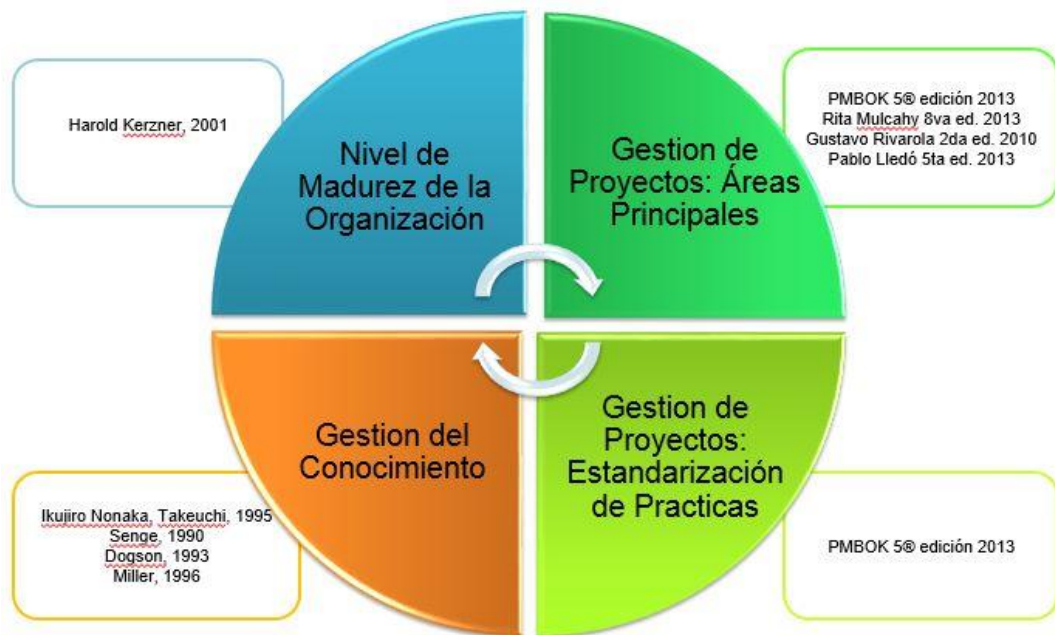 Harold Kerzner, 2001
Nivel de
Madurez de la
Organización
Gestion de
Proyectos: Áreas
Principales
PMBOK 5® edición 2013
Rita Mulcahy 8va ed. 2013
Gustavo Rivarola 2da ed. 2010
Pablo Lledó 5ta ed. 2013
Gestion del
Conocimiento
Ikujiro Nonaka, Takeuchi, 1995
Senge, 1990
Dogson, 1993
Miller, 1996
Gestion de
Proyectos:
Estandarización
de Practicas
PMBOK 5® edición 2013